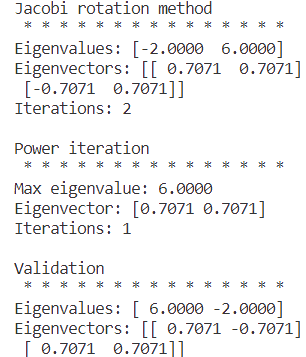 Jacobi rotation method
* * * * * * * * * * * * * * *
Eigenvalues: [-2.0000  6.0000]
Eigenvectors: [[ 0.7071  0.7071]
 [-0.7071  0.7071]]
Iterations: 2

Power iteration
* * * * * * * * * * * * * * *
Max eigenvalue: 6.0000
Eigenvector: [0.7071 0.7071]
Iterations: 1

Validation
* * * * * * * * * * * * * * *
Eigenvalues: [ 6.0000 -2.0000]
Eigenvectors: [[ 0.7071 -0.7071]
 [ 0.7071  0.7071]]